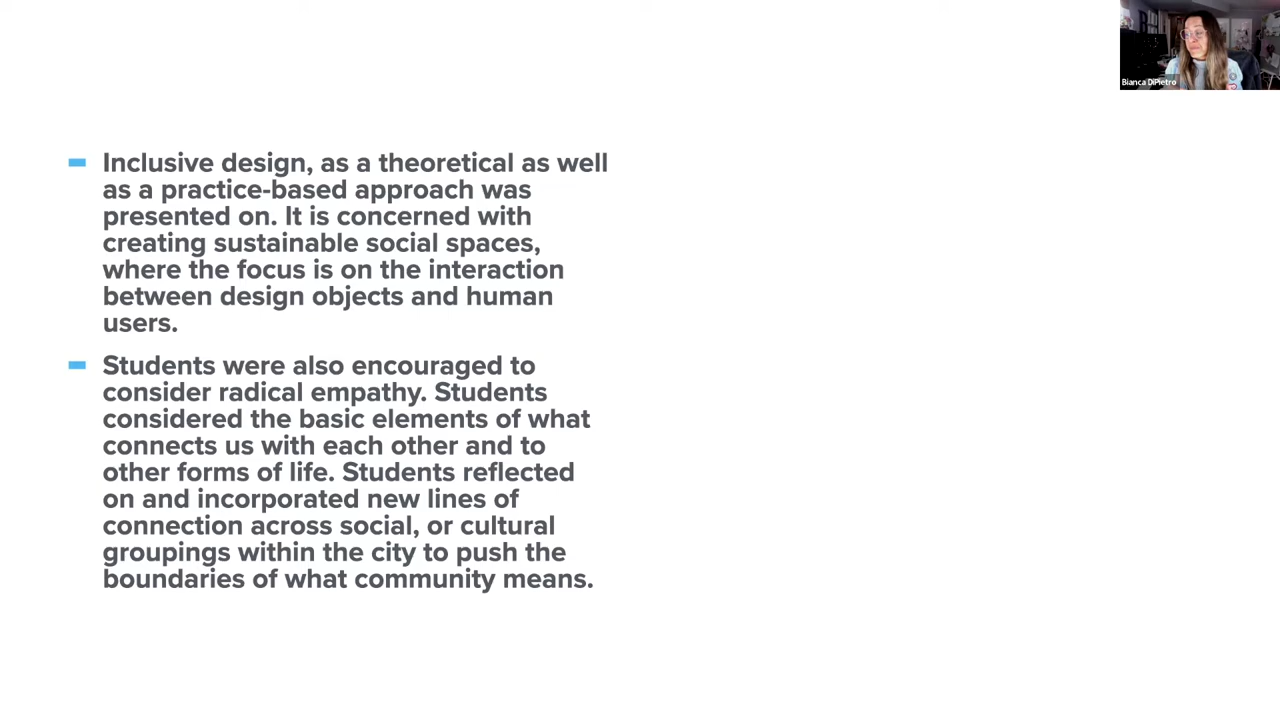 Bianca DiPietro
Inclusive design, as a theoretical as well
as a practice-based approach was
presented on. It is concerned with
creating sustainable social spaces,
where the focus is on the interaction
between design objects and human
users.
Students were also encouraged to
consider radical empathy. Students
considered the basic elements of what
connects us with each other and to
other forms of life. Students reflected
on and incorporated new lines of
connection across social, or cultural
groupings within the city to push the
boundaries of what community means.